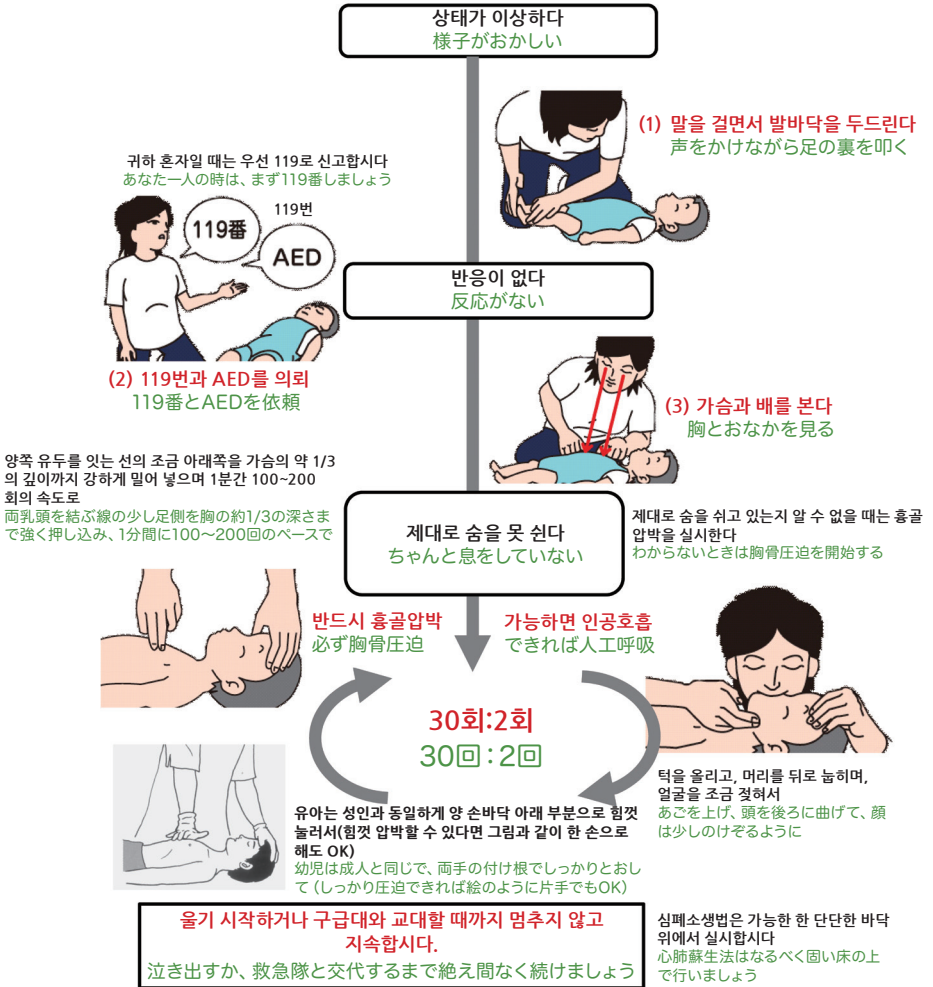 상태가 이상하다
様子がおかしい
(1) 말을 걸면서 발바닥을 두드린다
声をかけながら足の裏を叩く
귀하 혼자일 때는 우선 119로 신고합시다
あなた一人の時は、まず119番しましょう
119番
119번
AED
반응이 없다
反応がない
(2) 119번과 AED를 의뢰
119番とAEDを依頼
(3) 가슴과 배를 본다
胸とおなかを見る
양쪽 유두를 잇는 선의 조금 아래쪽을 가슴의 약 1/3
의 깊이까지 강하게 밀어 넣으며 1분간 100~200
회의 속도로
両乳頭を結ぶ線の少し足側を胸の約1/3の深さま
で強く押し込み、1分間に100～200回のペースで
제대로 숨을 못 쉰다
ちゃんと息をしていない
제대로 숨을 쉬고 있는지 알 수 없을 때는 흉골
압박을 실시한다
わからないときは胸骨圧迫を開始する
반드시 흉골압박
必ず胸骨圧迫
가능하면 인공호흡
できれば人工呼吸
30회:2회
30回:2回
턱을 올리고, 머리를 뒤로 눕히며,
얼굴을 조금 젖혀서
あごを上げ、頭を後ろに曲げて、顔
は少しのけぞるように
유아는 성인과 동일하게 양 손바닥 아래 부분으로 힘껏
눌러서(힘껏 압박할 수 있다면 그림과 같이 한 손으로
해도 OK)
幼児は成人と同じで、両手の付け根でしっかりとおし
て（しっかり圧迫できれば絵のように片手でもOK）
울기 시작하거나 구급대와 교대할 때까지 멈추지 않고
지속합시다.
泣き出すか、救急隊と交代するまで絶え間なく続けましょう
심폐소생법은 가능한 한 단단한 바닥
위에서 실시합시다
心肺蘇生法はなるべく固い床の上
で行いましょう